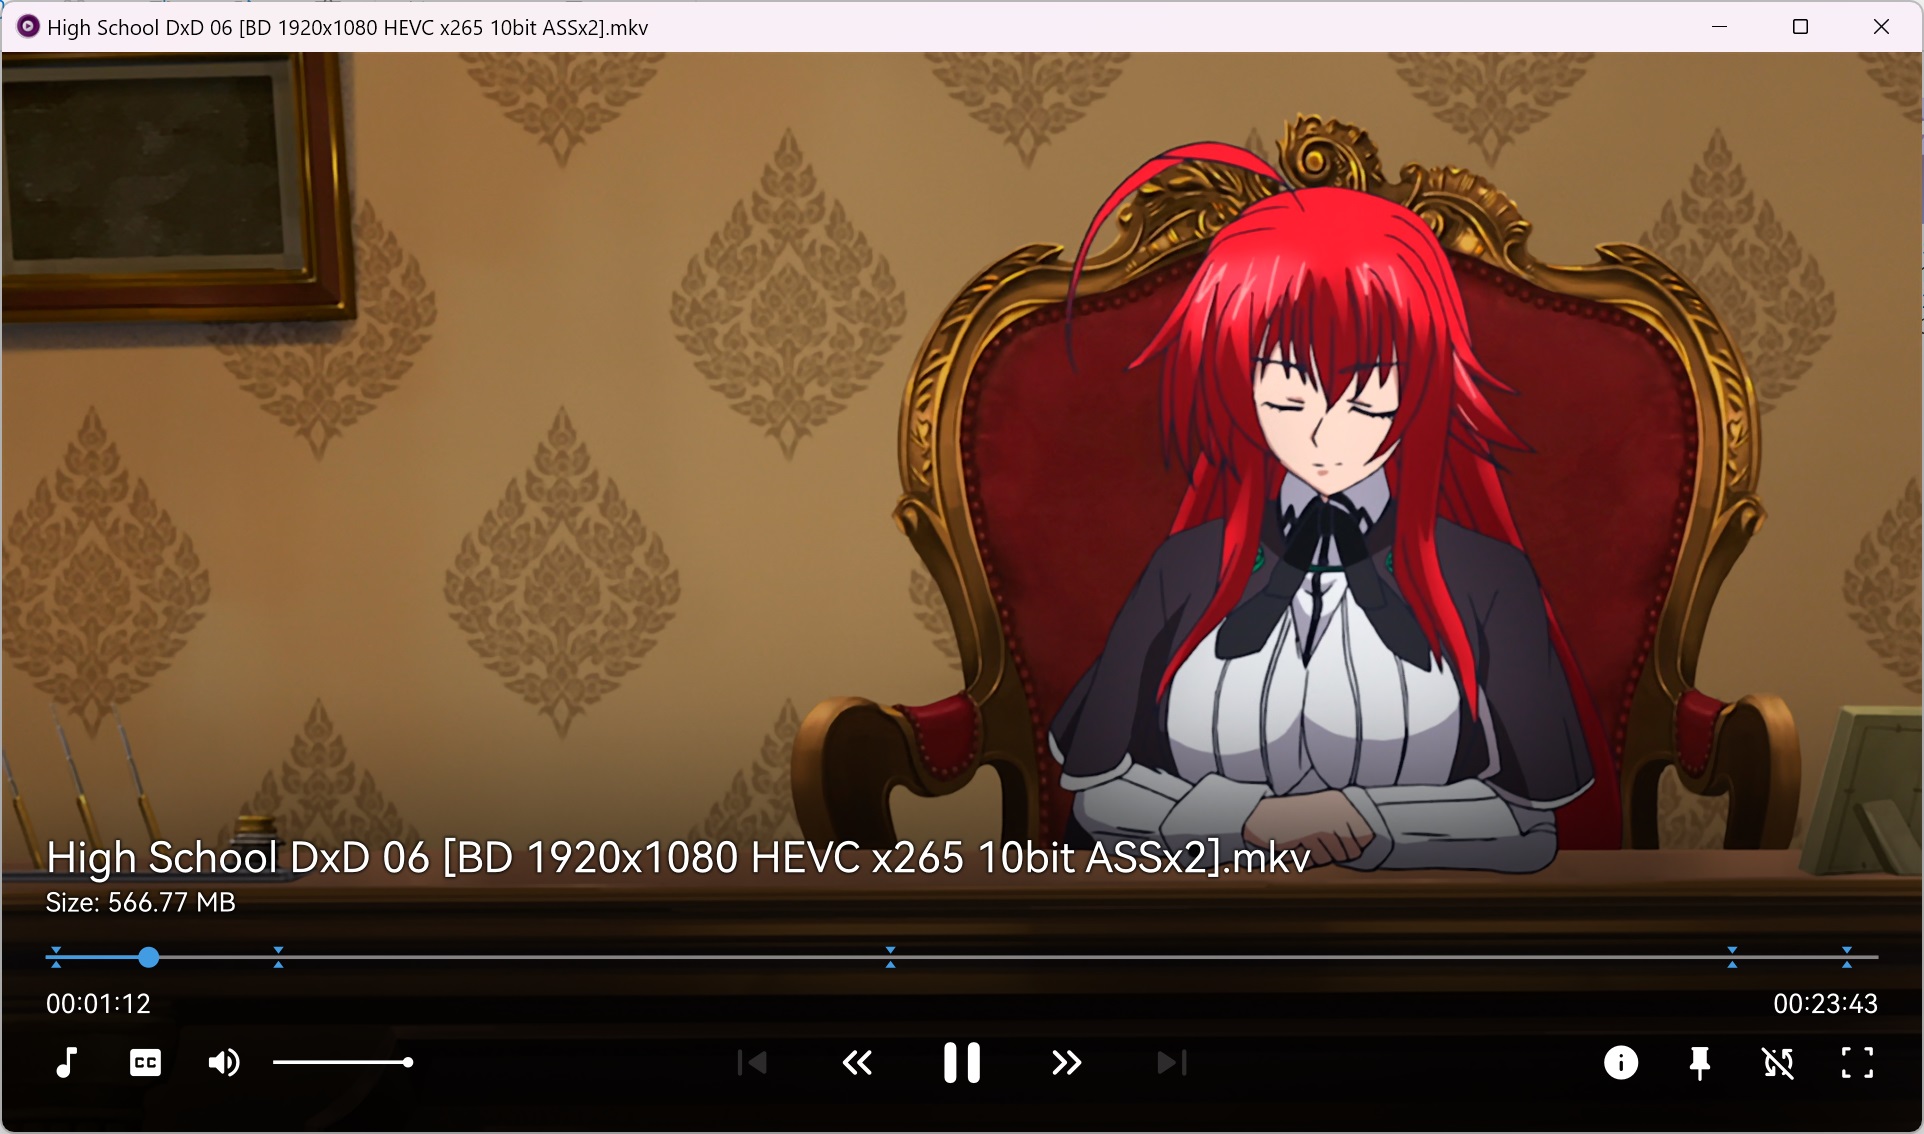 High School DxD 06 [BD 1920x1080 HEVC x265 10bit ASSx2].mkv
High School DxD 06 [BD 1920x1080 HEVC x265 10bit ASSx2].mkv
Size: 566.77 MB
00:01:12
00:23:43
CC